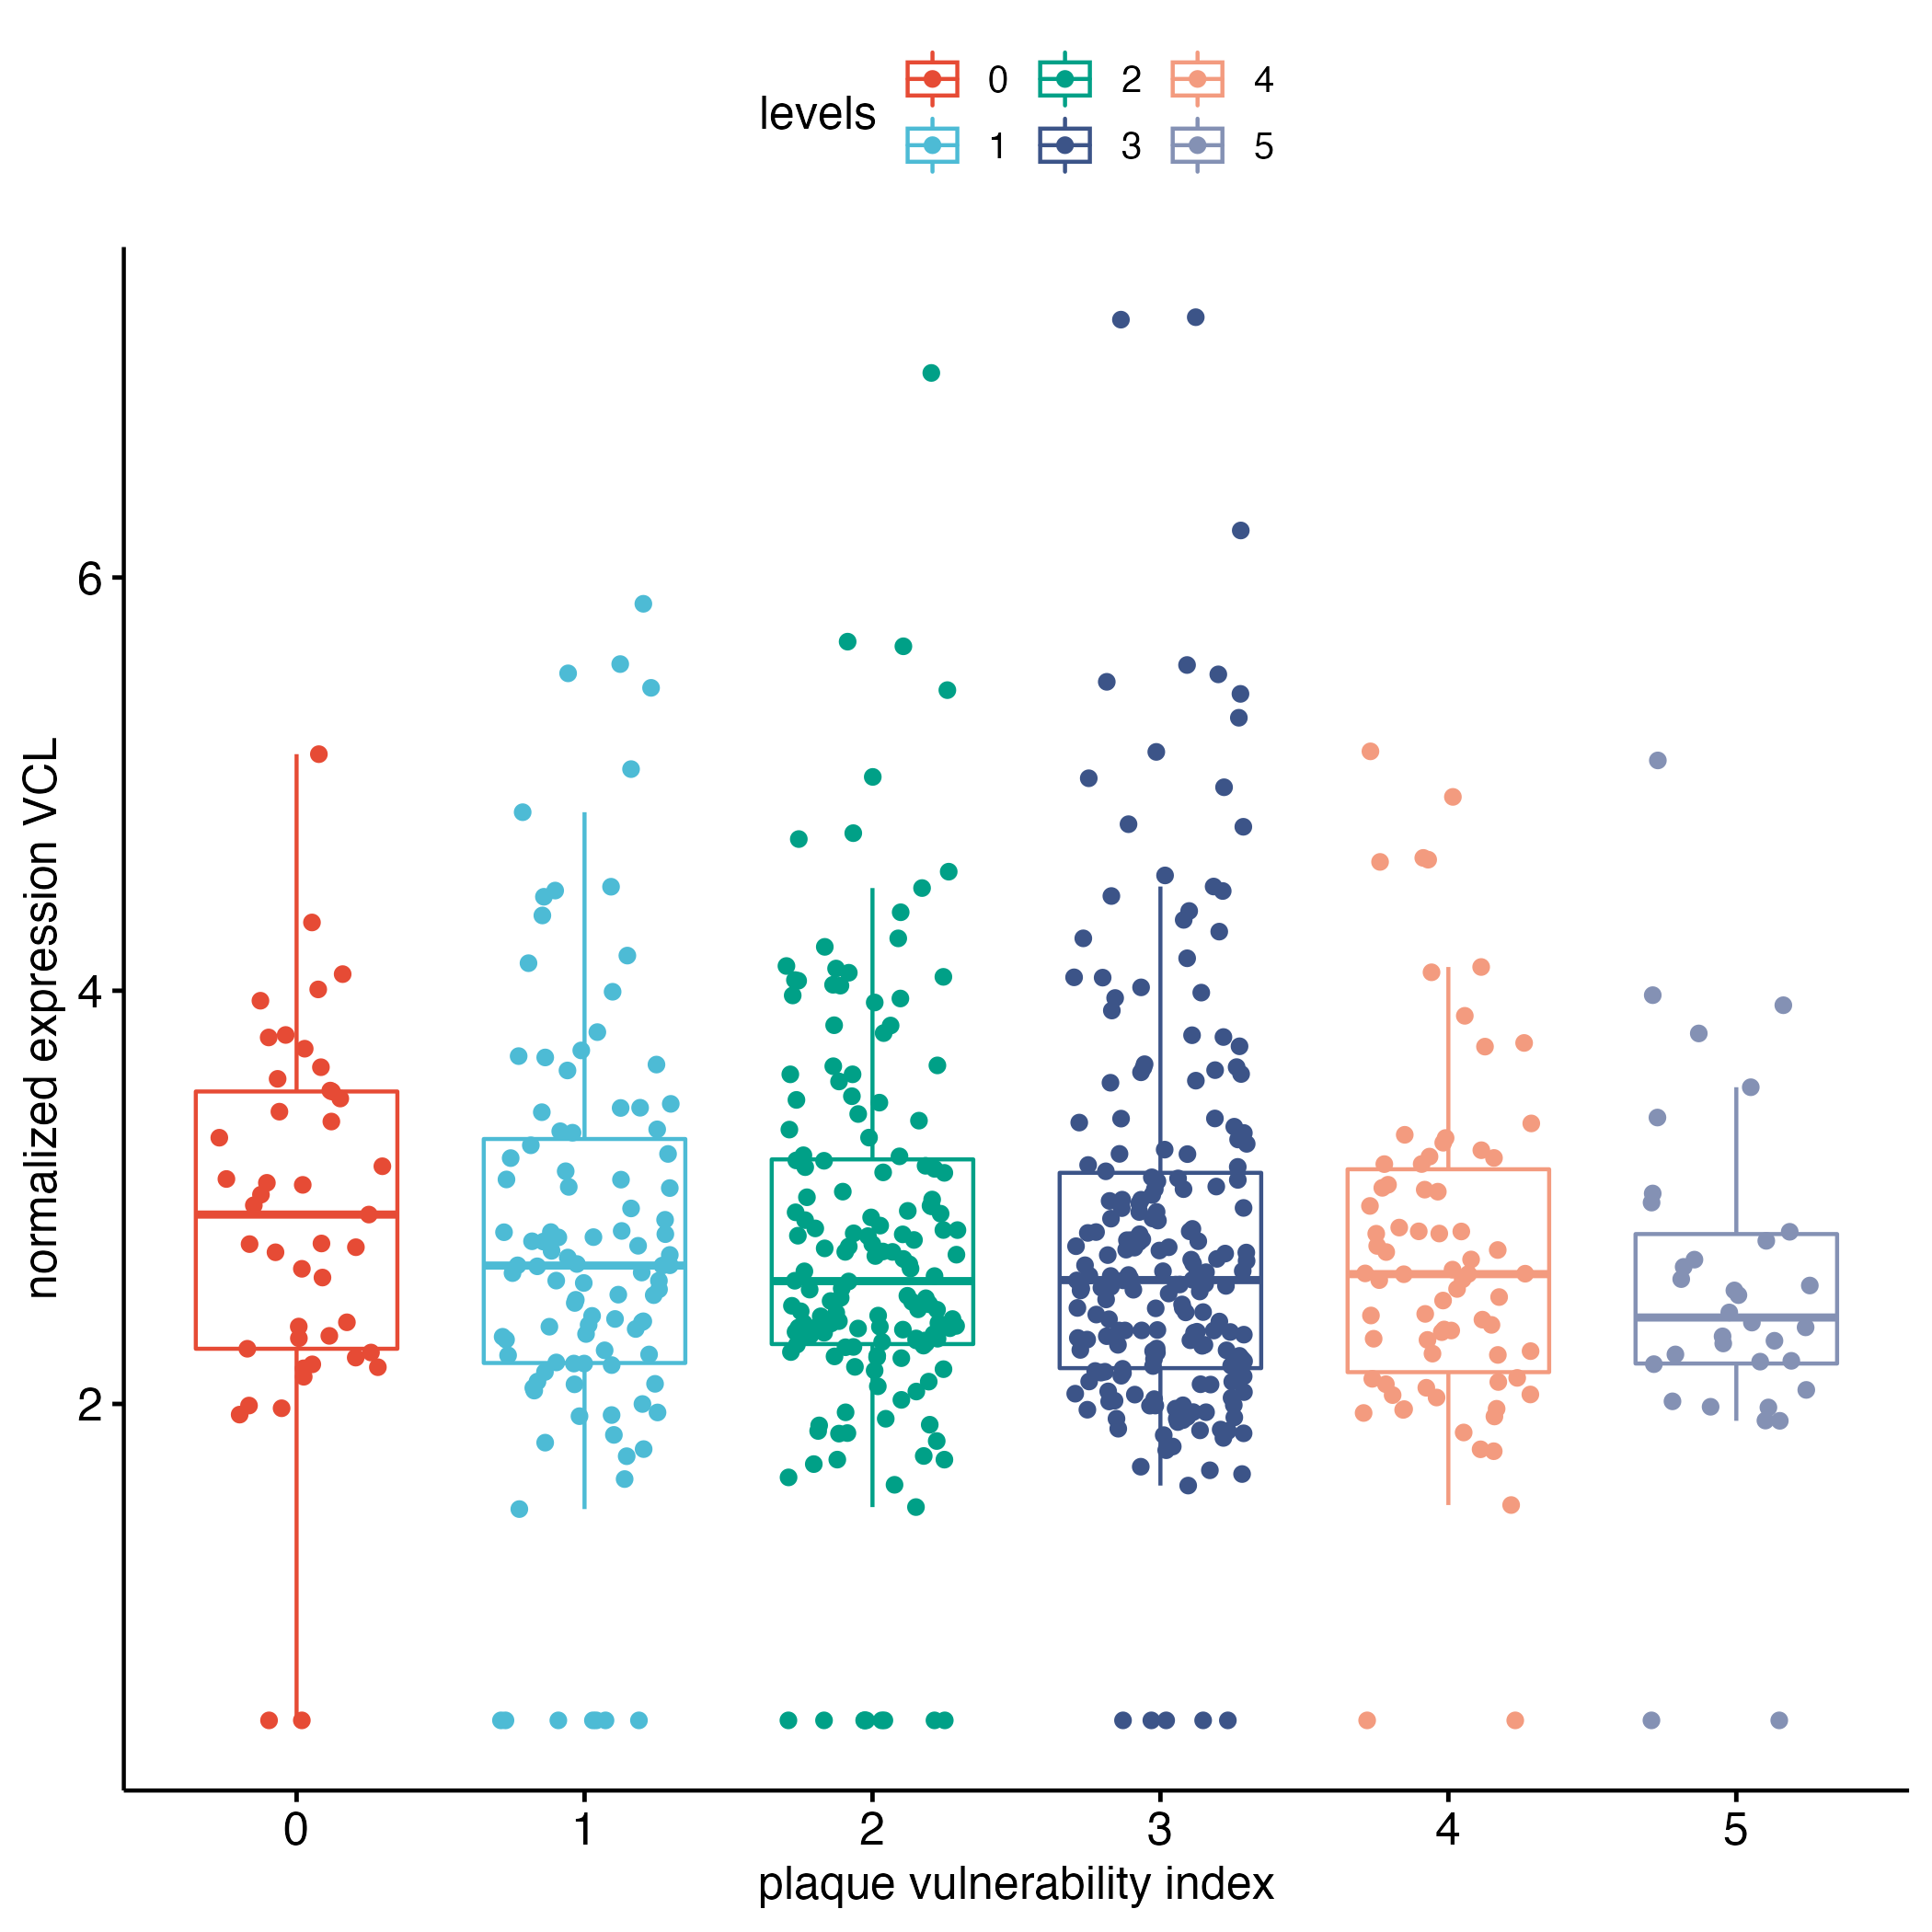 levels
0 2 4
1 3 5
normalized expression VCL
6
4
2
0 1 2 3 4 5
plaque vulnerability index